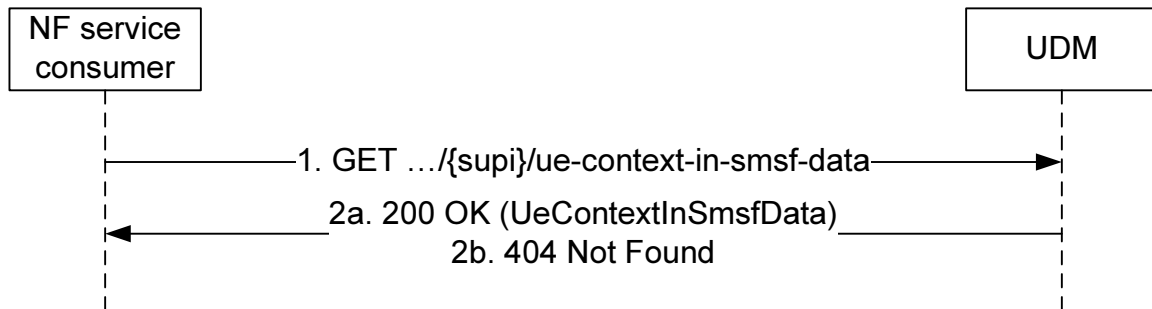 NF service
consumer
UDM
1. GET …/{supi}/ue-context-in-smsf-data
2a. 200 OK (UeContextInSmsfData)
2b. 404 Not Found